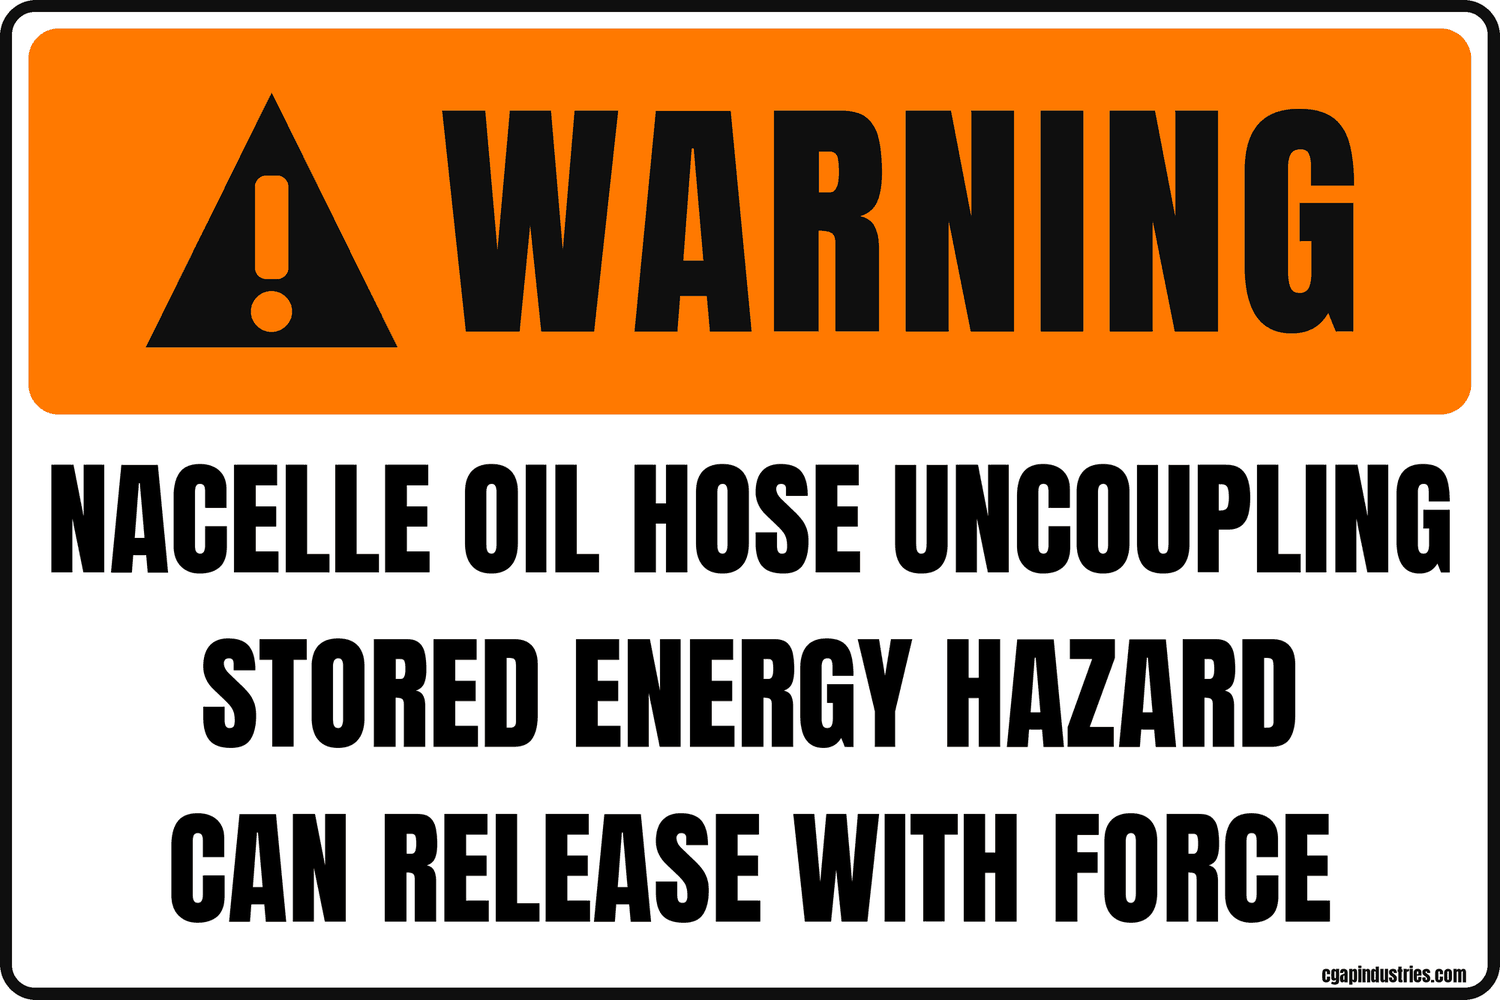 WARNING
NACELLE OIL HOSE UNCOUPLING
STORED ENERGY HAZARD
CAN RELEASE WITH FORCE
cgapindustries.com